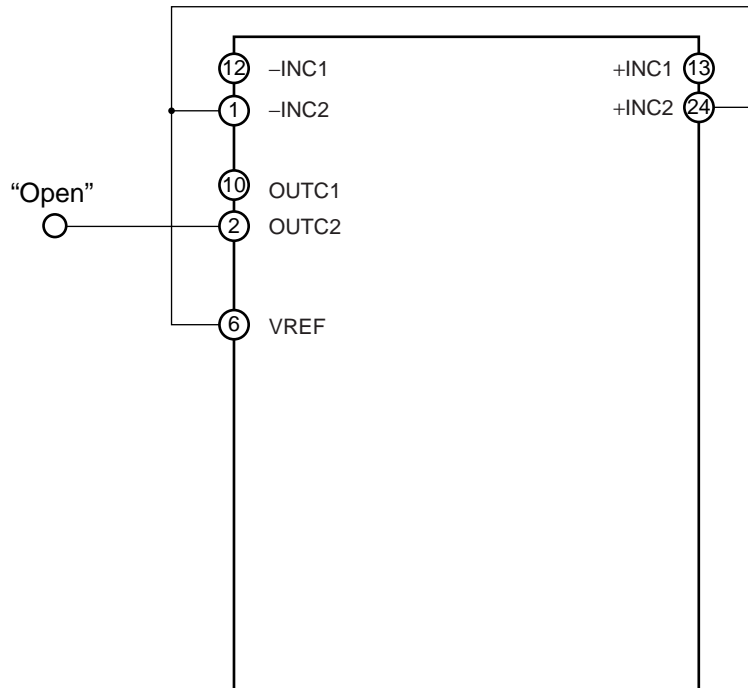 12 −INC1 +INC1 13
1 −INC2 +INC2 24
10 OUTC1
“Open”
2 OUTC2
6 VREF